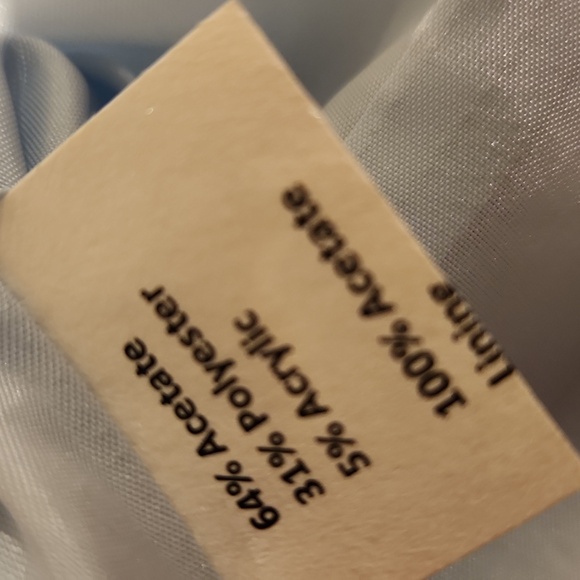 64% Acetate
31% Polyester
5% Acrylic
100% Acetate
Lining